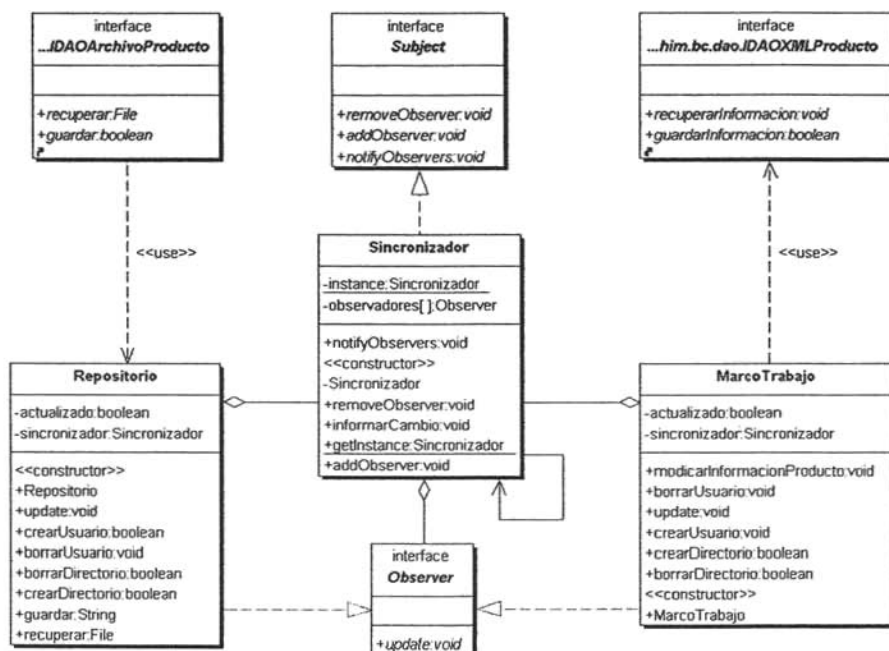 interface
...IDAOArchivoProducto
+recuperar:File
+guardar:boolean
interface
Subject
+removeObserver:void
+addObserver:void
+notifyObservers:void
interface
...him.bc.dao.IDAOXMLProducto
+recuperarInformacion:void
+guardarInformacion:boolean
<<use>>
<<use>>
Sincronizador
-instance:Sincronizador
-observadores[ ]:Observer
+notifyObservers:void
<<constructor>>
-Sincronizador
+removeObserver:void
+informarCambio:void
+getInstance:Sincronizador
+addObserver:void
Repositorio
-actualizado:boolean
-sincronizador:Sincronizador
<<constructor>>
+Repositorio
+update:void
+crearUsuario:boolean
+borrarUsuario:void
+borrarDirectorio:boolean
+crearDirectorio:boolean
+guardar:String
+recuperar:File
MarcoTrabajo
-actualizado:boolean
-sincronizador:Sincronizador
+modicarInformacionProducto:void
+borrarUsuario:void
+update:void
+crearUsuario:void
+crearDirectorio:boolean
+borrarDirectorio:boolean
<<constructor>>
+MarcoTrabajo
interface
Observer
+update:void